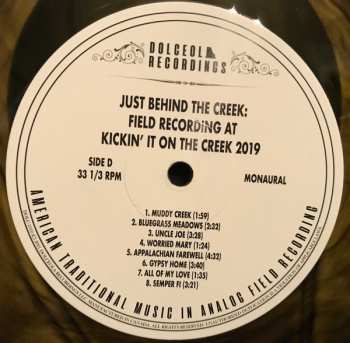 DOLCEOLA
RECORDINGS
JUST BEHIND THE CREEK:
FIELD RECORDING AT
KICKIN' IT ON THE CREEK 2019
SIDE D
33 1/3 RPM
MONAURAL
1. MUDDY CREEK (1:59)
2. BLUEGRASS MEADOWS (2:32)
3. UNCLE JOE (3:28)
4. WORRIED MARY (1:24)
5. APPALACHIAN FAREWELL (4:32)
6. GYPSY HOME (3:40)
7. ALL OF MY LOVE (1:35)
8. SEMPER FI (3:21)
AMERICAN TRADITIONAL MUSIC IN ANALOG FIELD RECORDING